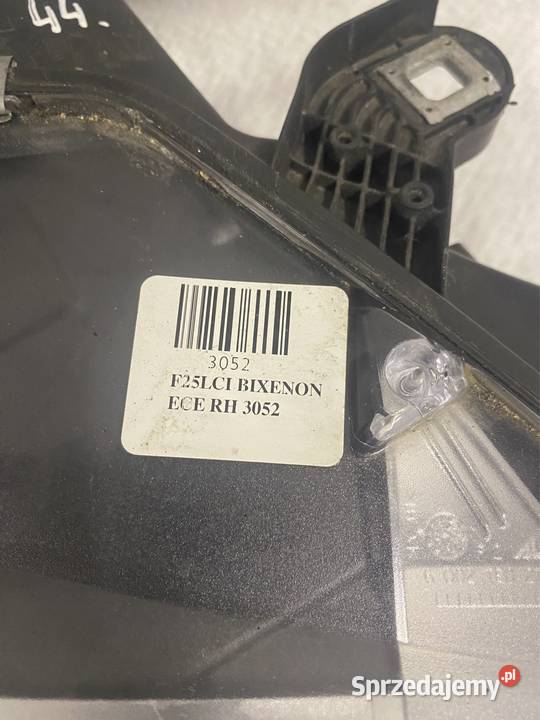 44.
3052
F25LCI BIXENON
ECE RH 3052
Sprzedajemy.pl